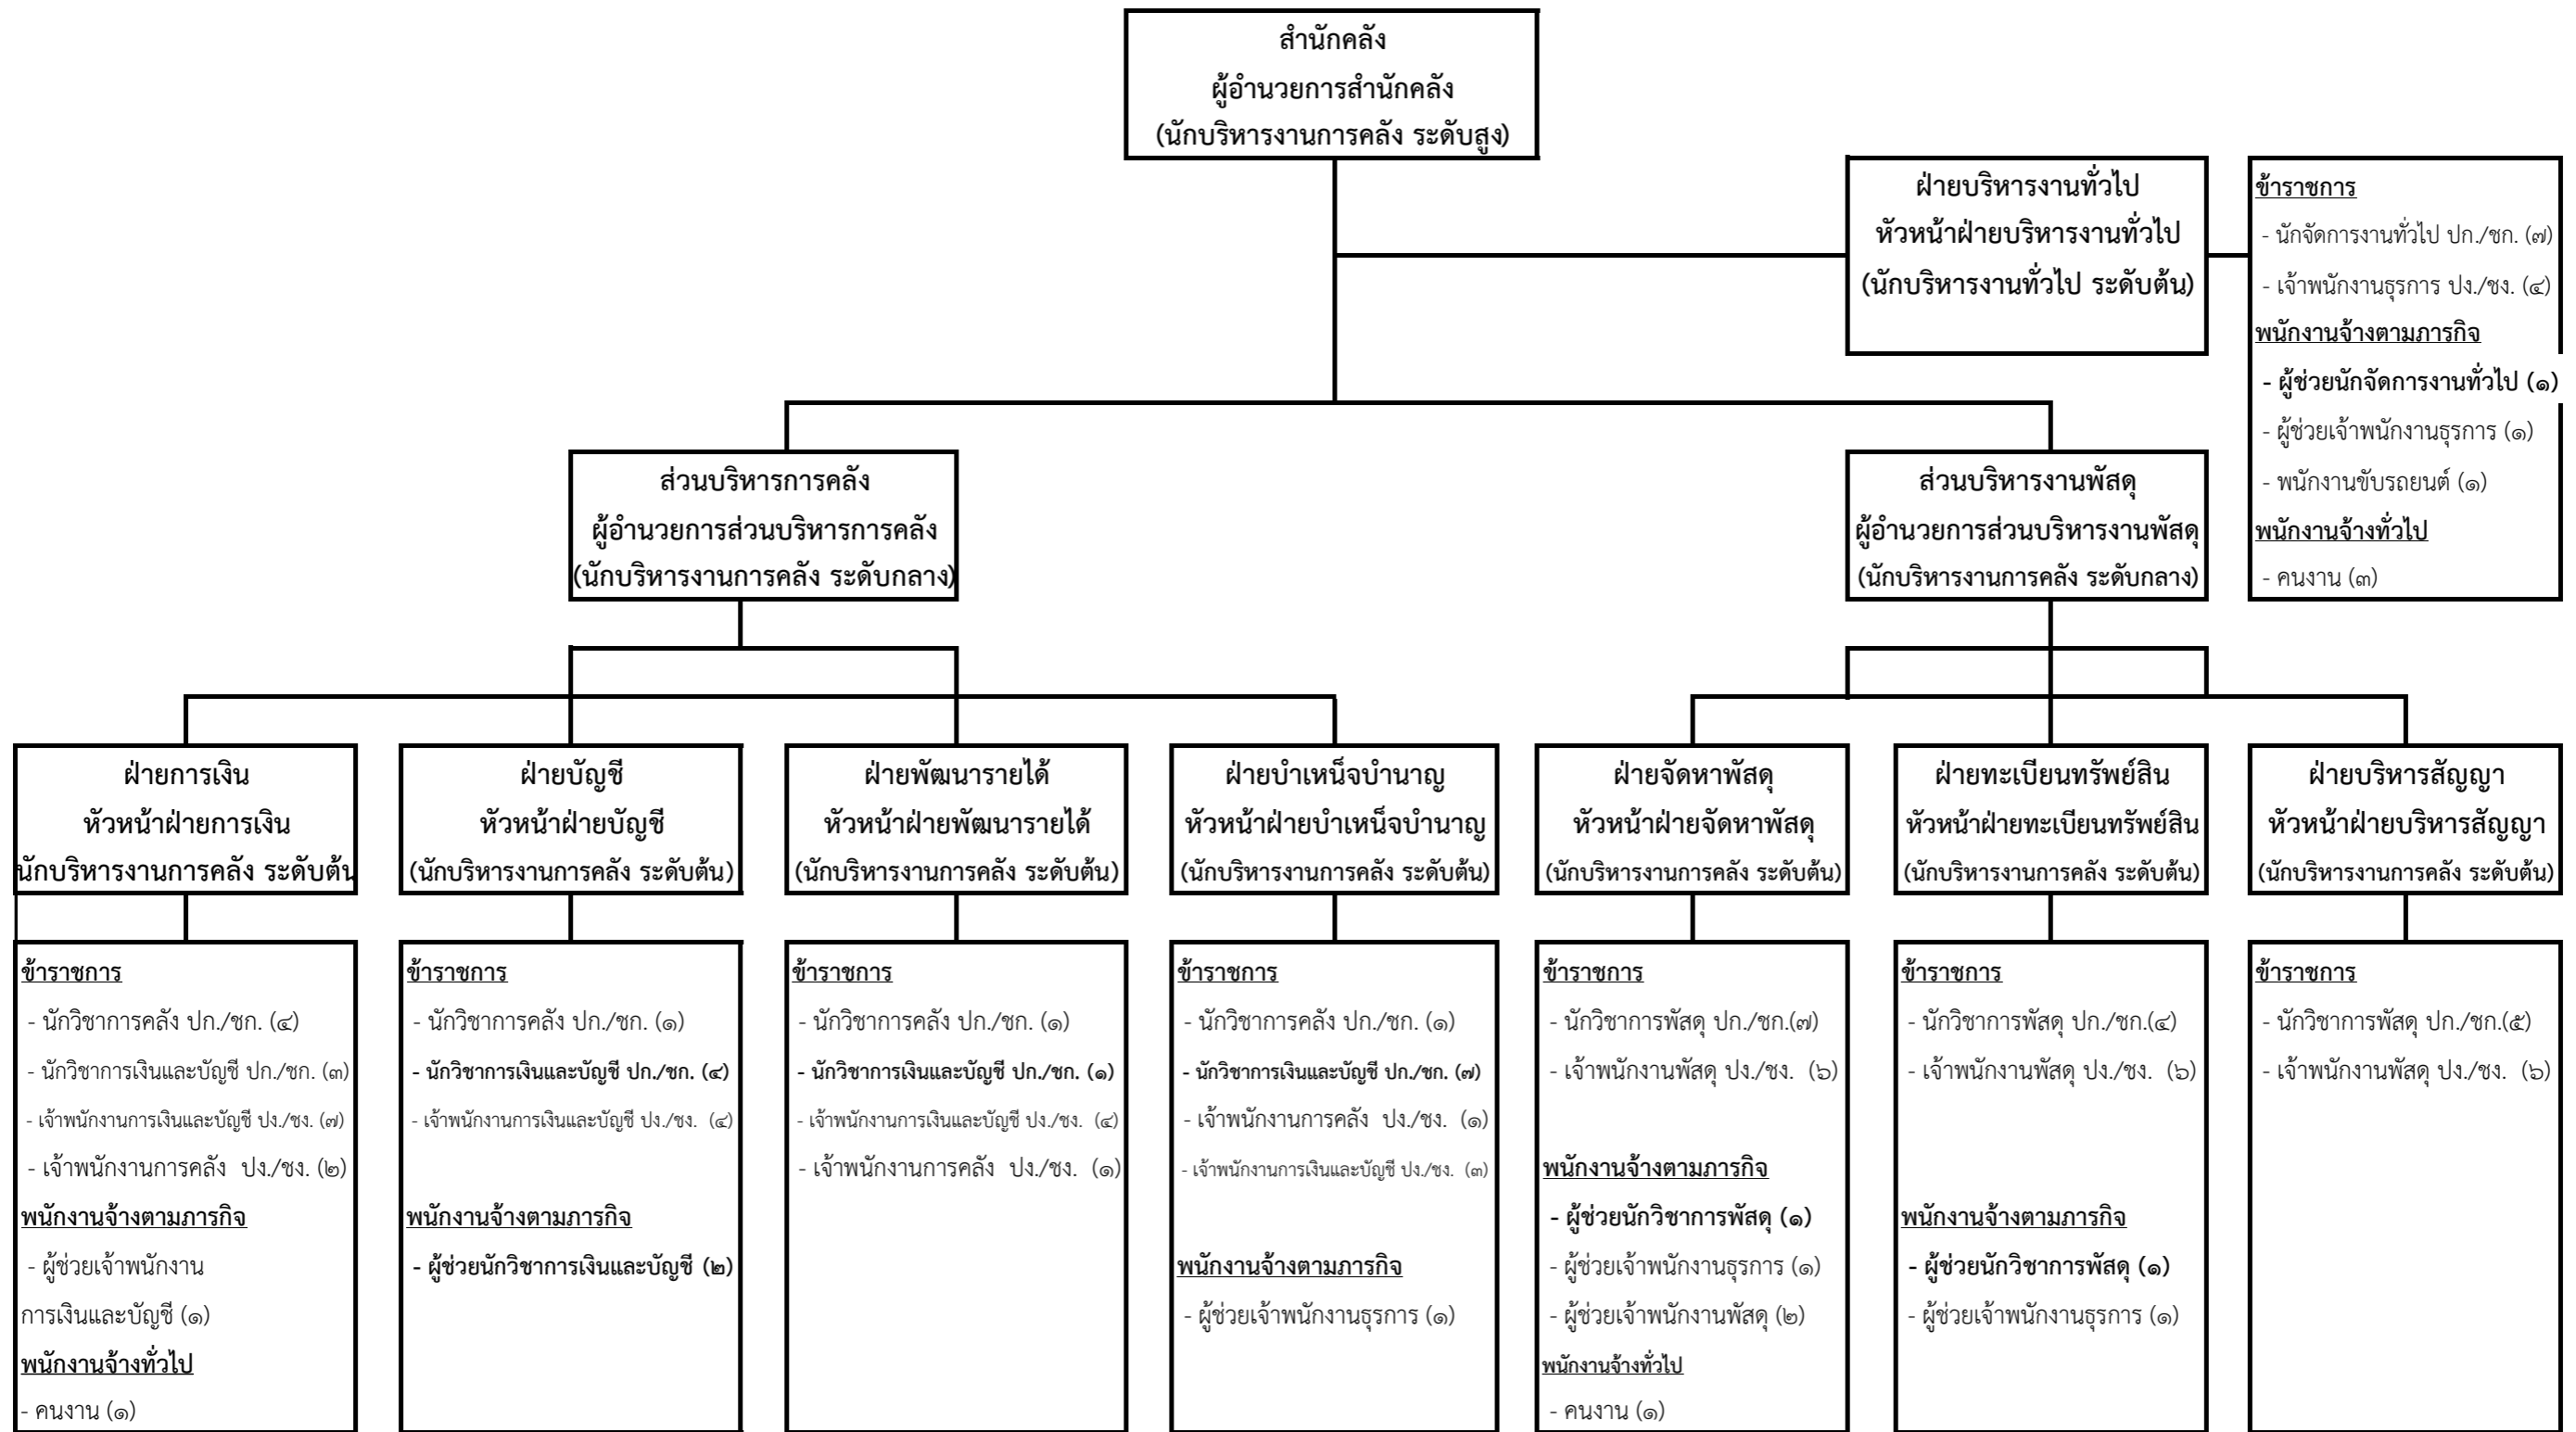 สำนักคลัง
ผู้อำนวยการสำนักคลัง
(นักบริหารงานการคลัง ระดับสูง)
ฝ่ายบริหารงานทั่วไป
หัวหน้าฝ่ายบริหารงานทั่วไป
(นักบริหารงานทั่วไป ระดับต้น)
ข้าราชการ
- นักจัดการงานทั่วไป ปก./ชก. (๗)
- เจ้าพนักงานธุรการ ปง./ชง. (๔)
พนักงานจ้างตามภารกิจ
- ผู้ช่วยนักจัดการงานทั่วไป (๑)
- ผู้ช่วยเจ้าพนักงานธุรการ (๑)
- พนักงานขับรถยนต์ (๑)
พนักงานจ้างทั่วไป
- คนงาน (๓)
ส่วนบริหารการคลัง
ผู้อำนวยการส่วนบริหารการคลัง
(นักบริหารงานการคลัง ระดับกลาง)
ส่วนบริหารงานพัสดุ
ผู้อำนวยการส่วนบริหารงานพัสดุ
(นักบริหารงานการคลัง ระดับกลาง)
ฝ่ายการเงิน
หัวหน้าฝ่ายการเงิน
นักบริหารงานการคลัง ระดับต้น
ข้าราชการ
- นักวิชาการคลัง ปก./ชก. (๔)
- นักวิชาการเงินและบัญชี ปก./ชก. (๓)
- เจ้าพนักงานการเงินและบัญชี ปง./ชง. (๗)
- เจ้าพนักงานการคลัง ปง./ชง. (๒)
พนักงานจ้างตามภารกิจ
- ผู้ช่วยเจ้าพนักงาน
การเงินและบัญชี (๑)
พนักงานจ้างทั่วไป
- คนงาน (๑)
ฝ่ายบัญชี
หัวหน้าฝ่ายบัญชี
(นักบริหารงานการคลัง ระดับต้น)
ข้าราชการ
- นักวิชาการคลัง ปก./ชก. (๑)
- นักวิชาการเงินและบัญชี ปก./ชก. (๔)
- เจ้าพนักงานการเงินและบัญชี ปง./ชง. (๔)
พนักงานจ้างตามภารกิจ
- ผู้ช่วยนักวิชาการเงินและบัญชี (๒)
ฝ่ายพัฒนารายได้
หัวหน้าฝ่ายพัฒนารายได้
(นักบริหารงานการคลัง ระดับต้น)
ข้าราชการ
- นักวิชาการคลัง ปก./ชก. (๑)
- นักวิชาการเงินและบัญชี ปก./ชก. (๑)
- เจ้าพนักงานการเงินและบัญชี ปง./ชง. (๔)
- เจ้าพนักงานการคลัง ปง./ชง. (๑)
ฝ่ายบำเหน็จบำนาญ
หัวหน้าฝ่ายบำเหน็จบำนาญ
(นักบริหารงานการคลัง ระดับต้น)
ข้าราชการ
- นักวิชาการคลัง ปก./ชก. (๑)
- นักวิชาการเงินและบัญชี ปก./ชก. (๗)
- เจ้าพนักงานการคลัง ปง./ชง. (๑)
- เจ้าพนักงานการเงินและบัญชี ปง./ชง. (๓)
พนักงานจ้างตามภารกิจ
- ผู้ช่วยเจ้าพนักงานธุรการ (๑)
ฝ่ายจัดหาพัสดุ
หัวหน้าฝ่ายจัดหาพัสดุ
(นักบริหารงานการคลัง ระดับต้น)
ข้าราชการ
- นักวิชาการพัสดุ ปก./ชก.(๗)
- เจ้าพนักงานพัสดุ ปง./ชง. (๖)
พนักงานจ้างตามภารกิจ
- ผู้ช่วยนักวิชาการพัสดุ (๑)
- ผู้ช่วยเจ้าพนักงานธุรการ (๑)
- ผู้ช่วยเจ้าพนักงานพัสดุ (๒)
พนักงานจ้างทั่วไป
- คนงาน (๑)
ฝ่ายทะเบียนทรัพย์สิน
หัวหน้าฝ่ายทะเบียนทรัพย์สิน
(นักบริหารงานการคลัง ระดับต้น)
ข้าราชการ
- นักวิชาการพัสดุ ปก./ชก.(๔)
- เจ้าพนักงานพัสดุ ปง./ชง. (๖)
พนักงานจ้างตามภารกิจ
- ผู้ช่วยนักวิชาการพัสดุ (๑)
- ผู้ช่วยเจ้าพนักงานธุรการ (๑)
ฝ่ายบริหารสัญญา
หัวหน้าฝ่ายบริหารสัญญา
(นักบริหารงานการคลัง ระดับต้น)
ข้าราชการ
- นักวิชาการพัสดุ ปก./ชก.(๕)
- เจ้าพนักงานพัสดุ ปง./ชง. (๖)